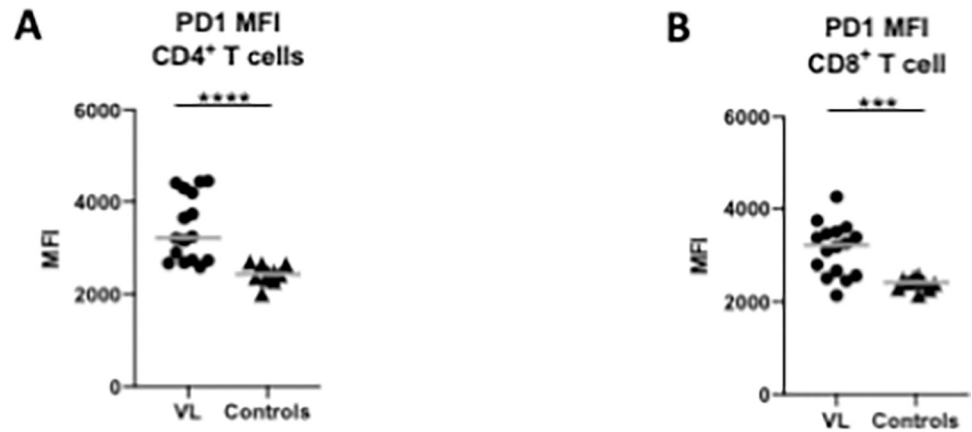 A
PD1 MFI
CD4⁺ T cells
****
6000
4000
2000
0
MFI
VL Controls
B
PD1 MFI
CD8⁺ T cell
***
6000
4000
2000
0
MFI
VL Controls